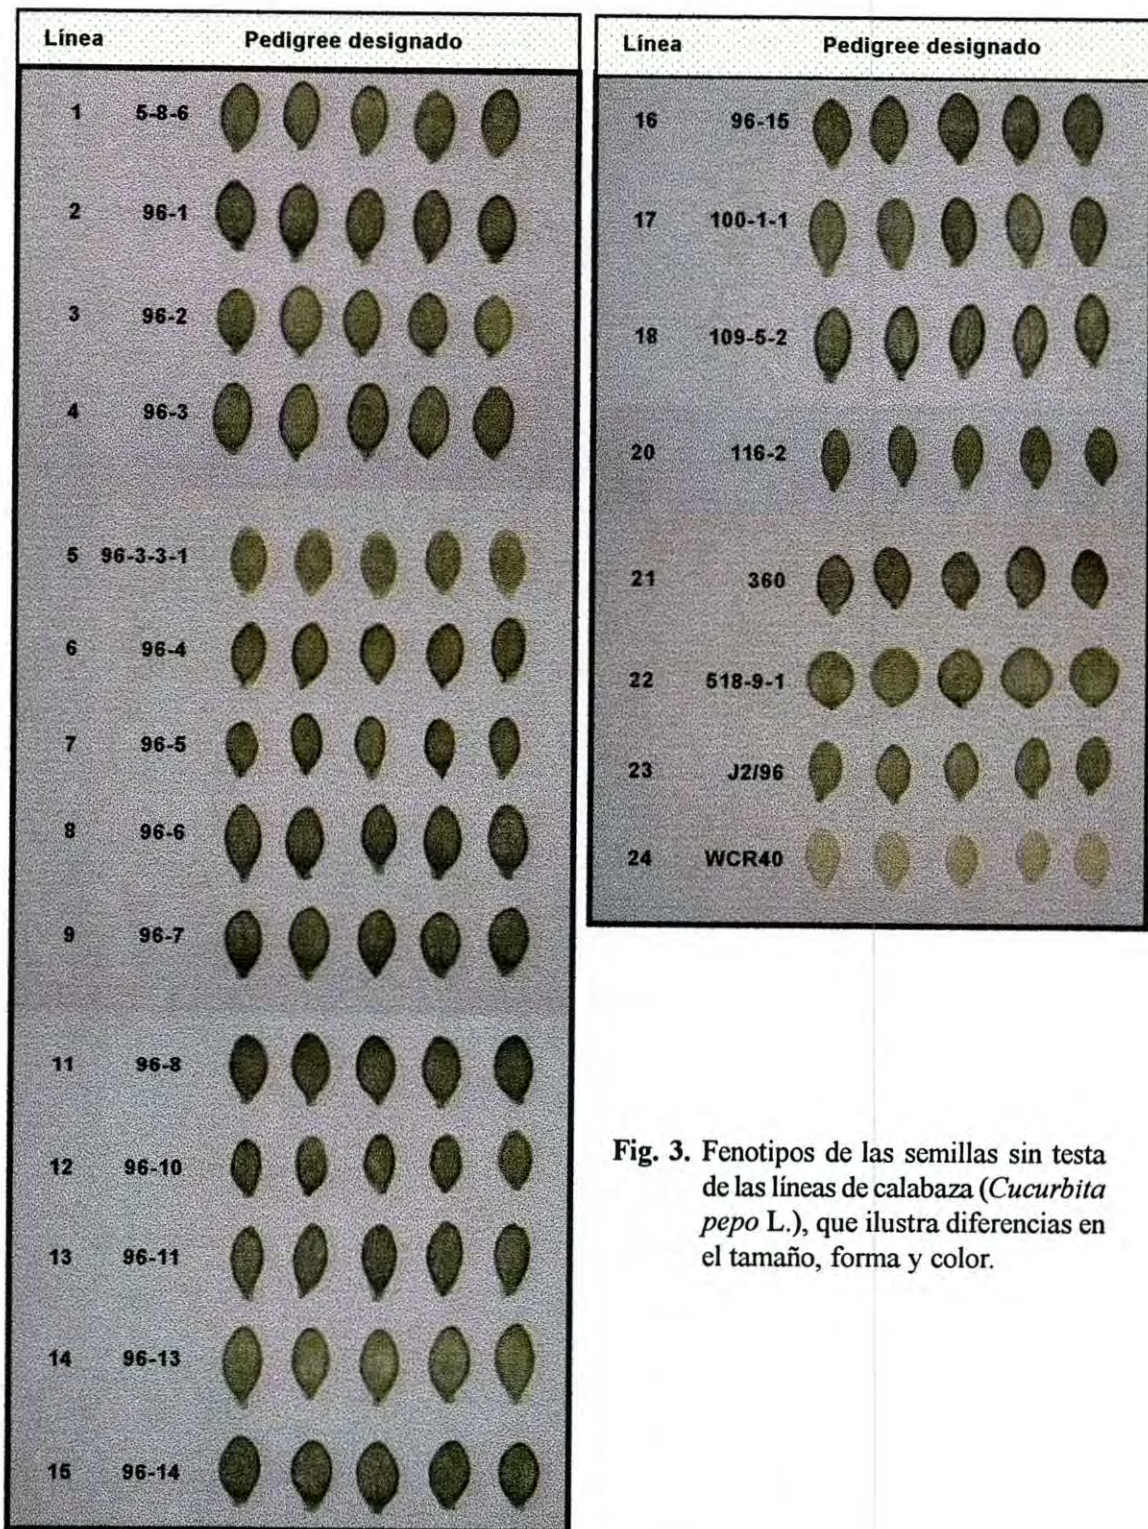 Línea Pedigree designado
1 5-8-6
2 96-1
3 96-2
4 96-3
5 96-3-3-1
6 96-4
7 96-5
8 96-6
9 96-7
11 96-8
12 96-10
13 96-11
14 96-13
15 96-14
Línea Pedigree designado
16 96-15
17 100-1-1
18 109-5-2
20 116-2
21 360
22 518-9-1
23 J2/96
24 WCR40
Fig. 3. Fenotipos de las semillas sin testa
de las líneas de calabaza (Cucurbita
pepo L.), que ilustra diferencias en
el tamaño, forma y color.